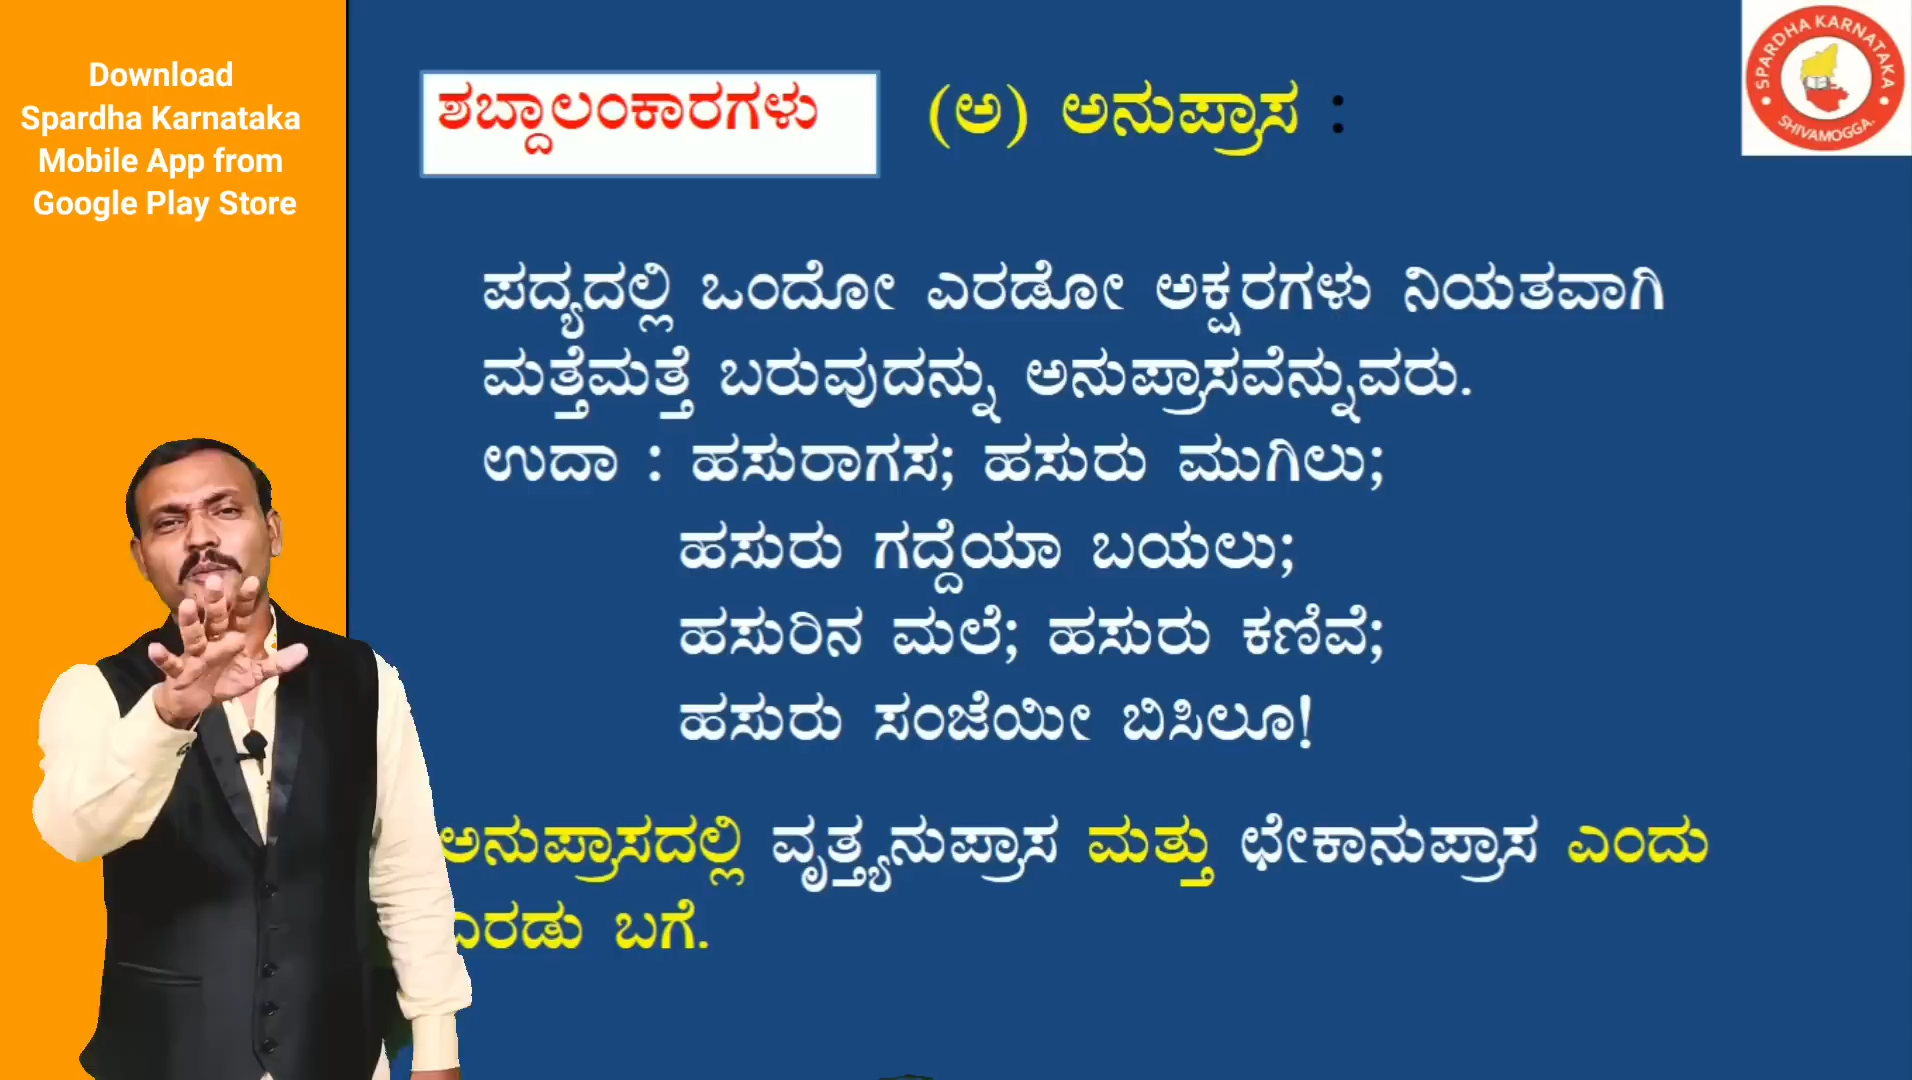 Download
Spardha Karnataka
Mobile App from
Google Play Store
ಶಬ್ದಾಲಂಕಾರಗಳು (ಅ) ಅನುಪ್ರಾಸ :
SPARDHA KARNATAKA
SHIVAMOGGA.
ಪದ್ಯದಲ್ಲಿ ಒಂದೋ ಎರಡೋ ಅಕ್ಷರಗಳು ನಿಯತವಾಗಿ
ಮತ್ತೆಮತ್ತೆ ಬರುವುದನ್ನು ಅನುಪ್ರಾಸವೆನ್ನುವರು.
ಉದಾ : ಹಸುರಾಗಸ; ಹಸುರು ಮುಗಿಲು;
ಹಸುರು ಗದ್ದೆಯಾ ಬಯಲು;
ಹಸುರಿನ ಮಲೆ; ಹಸುರು ಕಣಿವೆ;
ಹಸುರು ಸಂಜೆಯೀ ಬಿಸಿಲೂ!
ಅನುಪ್ರಾಸದಲ್ಲಿ ವೃತ್ತ್ಯನುಪ್ರಾಸ ಮತ್ತು ಛೇಕಾನುಪ್ರಾಸ ಎಂದು
ಎರಡು ಬಗೆ.